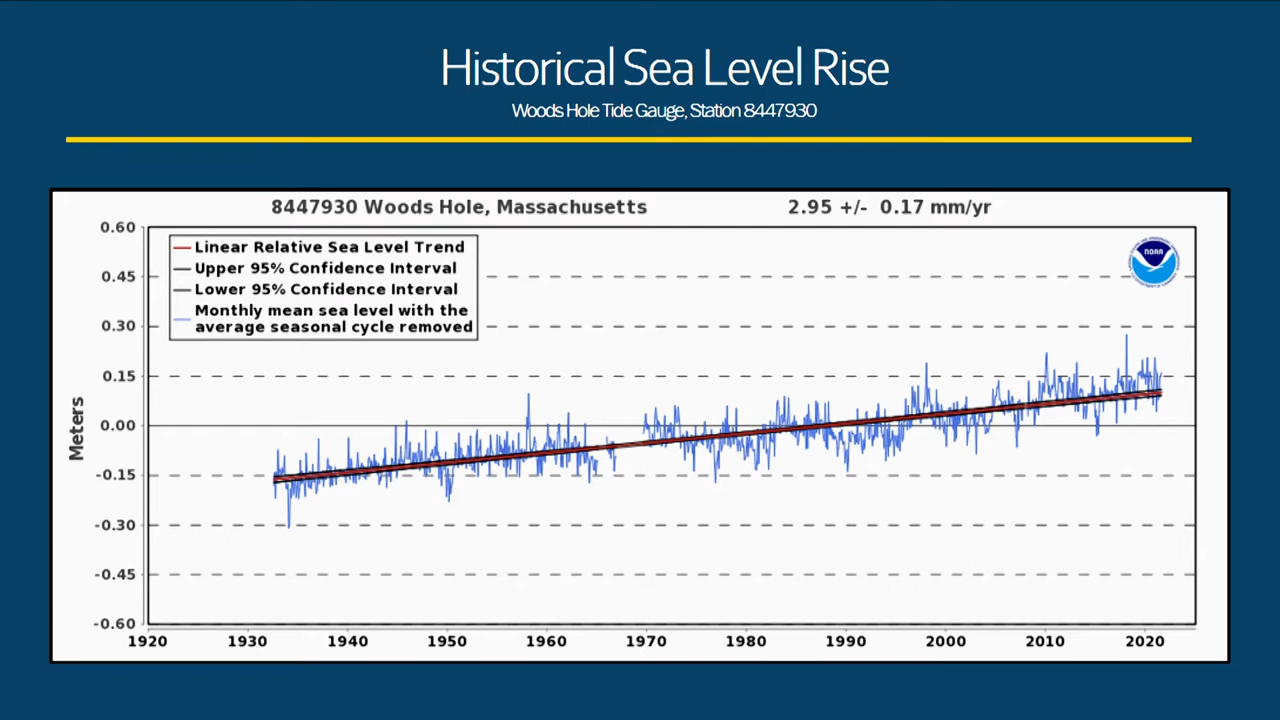 Historical Sea Level Rise
Woods Hole Tide Gauge, Station 8447930
8447930 Woods Hole, Massachusetts 2.95 +/- 0.17 mm/yr
Linear Relative Sea Level Trend
Upper 95% Confidence Interval
Lower 95% Confidence Interval
Monthly mean sea level with the
average seasonal cycle removed
NOAA
Meters
0.60
0.45
0.30
0.15
0.00
-0.15
-0.30
-0.45
-0.60
1920 1930 1940 1950 1960 1970 1980 1990 2000 2010 2020